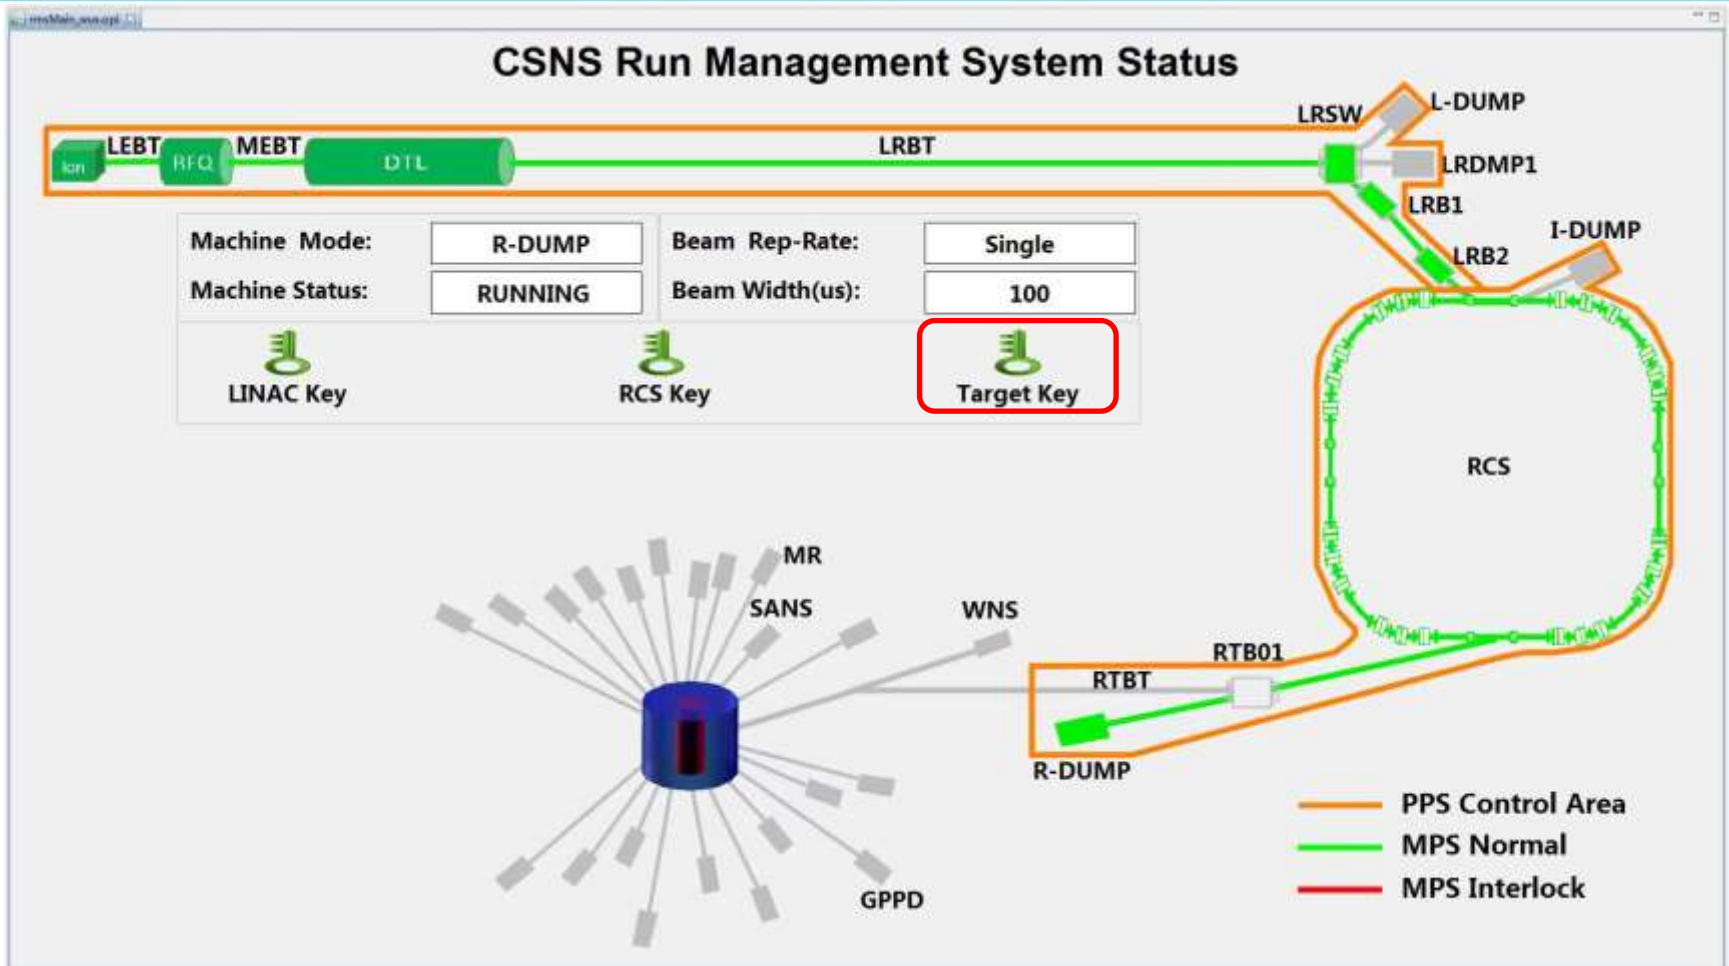 CSNS Run Management System Status
L-DUMP
LRSW
LEBT
MEBT
LRBT
Ion
RFQ
DTL
LRDMP1
LRB1
Machine Mode:
R-DUMP
Beam Rep-Rate:
Single
I-DUMP
LRB2
Machine Status:
RUNNING
Beam Width(us):
100
LINAC Key
RCS Key
Target Key
RCS
MR
SANS
WNS
RTB01
RTBT
R-DUMP
GPPD
PPS Control Area
MPS Normal
MPS Interlock